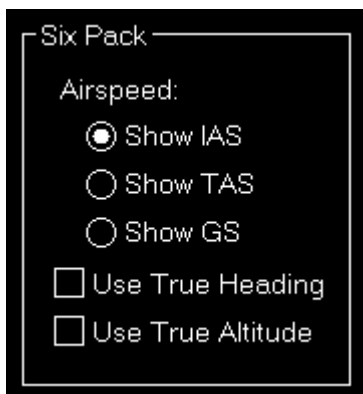 Six Pack
Airspeed:
Show IAS
Show TAS
Show GS
Use True Heading
Use True Altitude